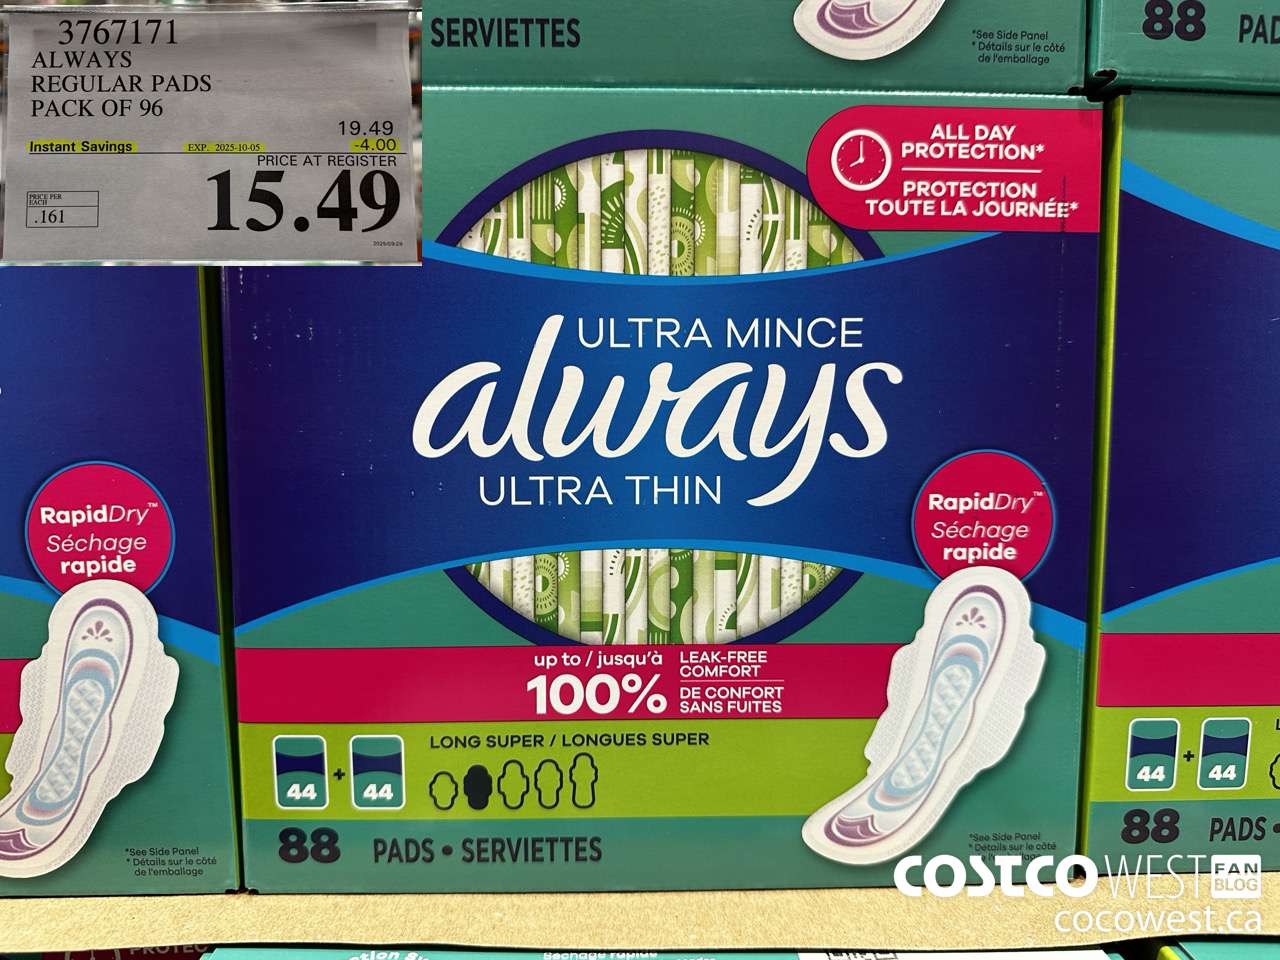 3767171
ALWAYS
REGULAR PADS
PACK OF 96
19.49
Instant Savings EXP. 2025-10-05 -4.00
PRICE AT REGISTER
PRICE PER
EACH
.161
15.49
SERVIETTES
*See Side Panel
* Détails sur le côté
de l'emballage
88 PAD
ALL DAY
PROTECTION*
PROTECTION
TOUTE LA JOURNÉE*
ULTRA MINCE
always
ULTRA THIN
RapidDry™
Séchage
rapide
RapidDry™
Séchage
rapide
up to / jusqu'à
100%
LEAK-FREE
COMFORT
DE CONFORT
SANS FUITES
LONG SUPER / LONGUES SUPER
44 + 44
88 PADS • SERVIETTES
*See Side Panel
* Détails sur le côté
de l'emballage
*See Side Panel
* Détails sur le côté
de l'emballage
44 + 44
88 PADS •
COSTCO WEST FAN BLOG
cocowest.ca
PROTEC
Séchage rapide